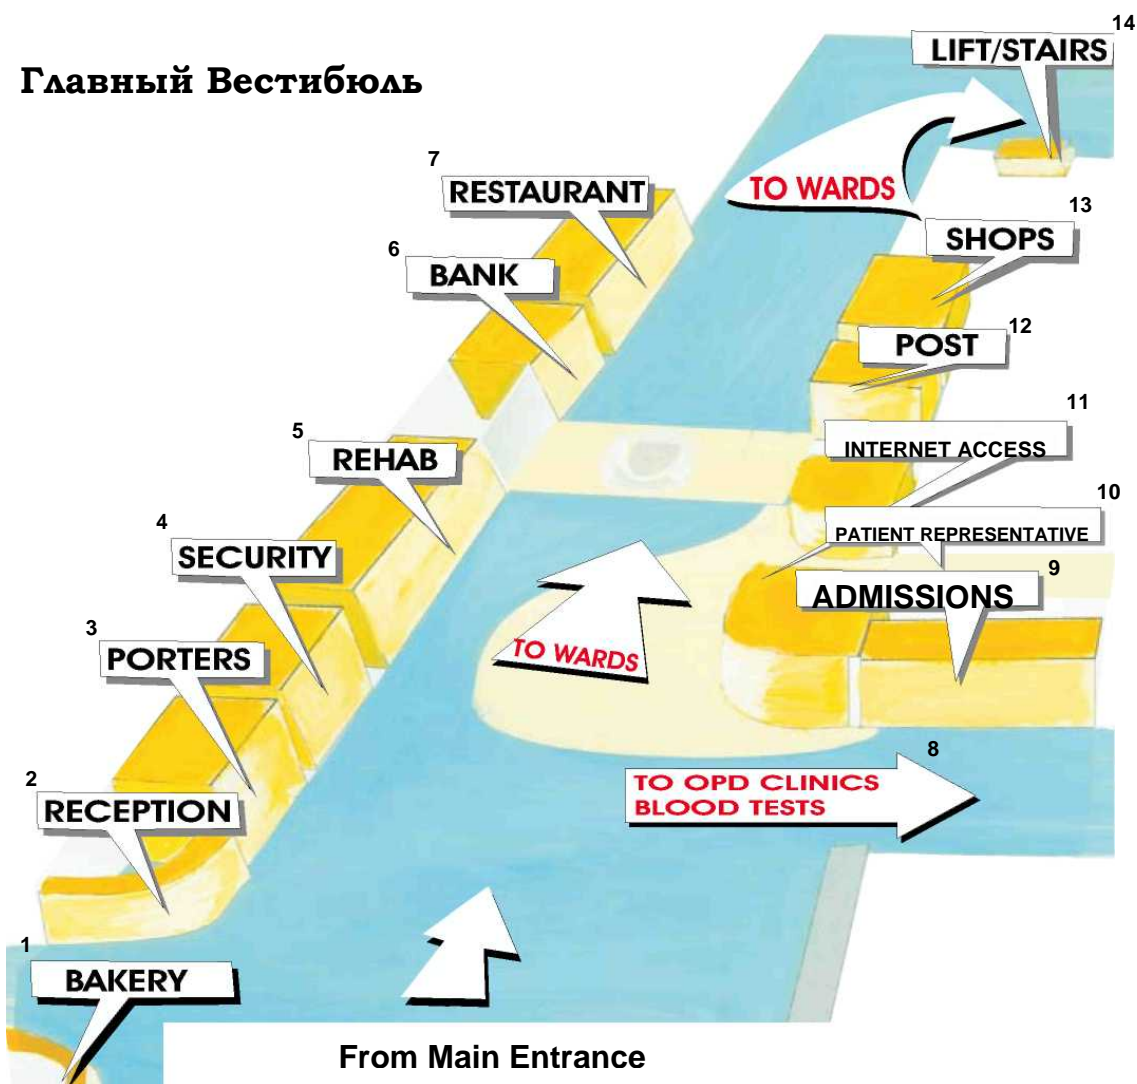 14
LIFT/STAIRS
Главный Вестибюль
7
RESTAURANT
TO WARDS
13
SHOPS
6
BANK
12
POST
11
INTERNET ACCESS
5
REHAB
10
PATIENT REPRESENTATIVE
4
SECURITY
9
ADMISSIONS
3
PORTERS
TO WARDS
8
TO OPD CLINICS
BLOOD TESTS
2
RECEPTION
1
BAKERY
From Main Entrance